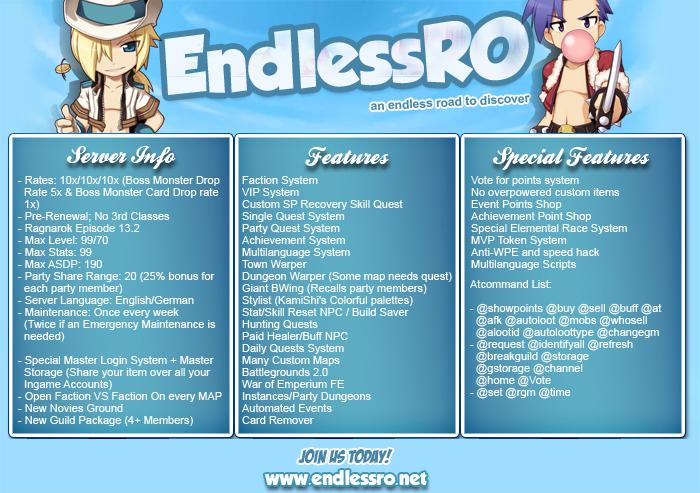 EndlessRO
an endless road to discover
Server Info
- Rates: 10x/10x/10x (Boss Monster Drop
Rate 5x & Boss Monster Card Drop rate
1x)
- Pre-Renewal; No 3rd Classes
- Ragnarok Episode 13.2
- Max Level: 99/70
- Max Stats: 99
- Max ASDP: 190
- Party Share Range: 20 (25% bonus for
each party member)
- Server Language: English/German
- Maintenance: Once every week
(Twice if an Emergency Maintenance is
needed)
- Special Master Login System + Master
Storage (Share your item over all your
Ingame Accounts)
- Open Faction VS Faction On every MAP
- New Novies Ground
- New Guild Package (4+ Members)
Features
Faction System
VIP System
Custom SP Recovery Skill Quest
Single Quest System
Party Quest System
Achievement System
Multilanguage System
Town Warper
Dungeon Warper (Some map needs quest)
Giant BWing (Recalls party members)
Stylist (KamiShi's Colorful palettes)
Stat/Skill Reset NPC / Build Saver
Hunting Quests
Paid Healer/Buff NPC
Daily Quests System
Many Custom Maps
Battlegrounds 2.0
War of Emperium FE
Instances/Party Dungeons
Automated Events
Card Remover
Special Features
Vote for points system
No overpowered custom items
Event Points Shop
Achievement Point Shop
Special Elemental Race System
MVP Token System
Anti-WPE and speed hack
Multilanguage Scripts
Atcommand List:
- @showpoints @buy @sell @buff @at
@afk @autoloot @mobs @whosell
@alootid @autoloottype @changegm
- @request @identifyall @refresh
@breakguild @storage
@gstorage @channel
@home @Vote
- @set @rgm @time
JOIN US TODAY!
www.endlessro.net